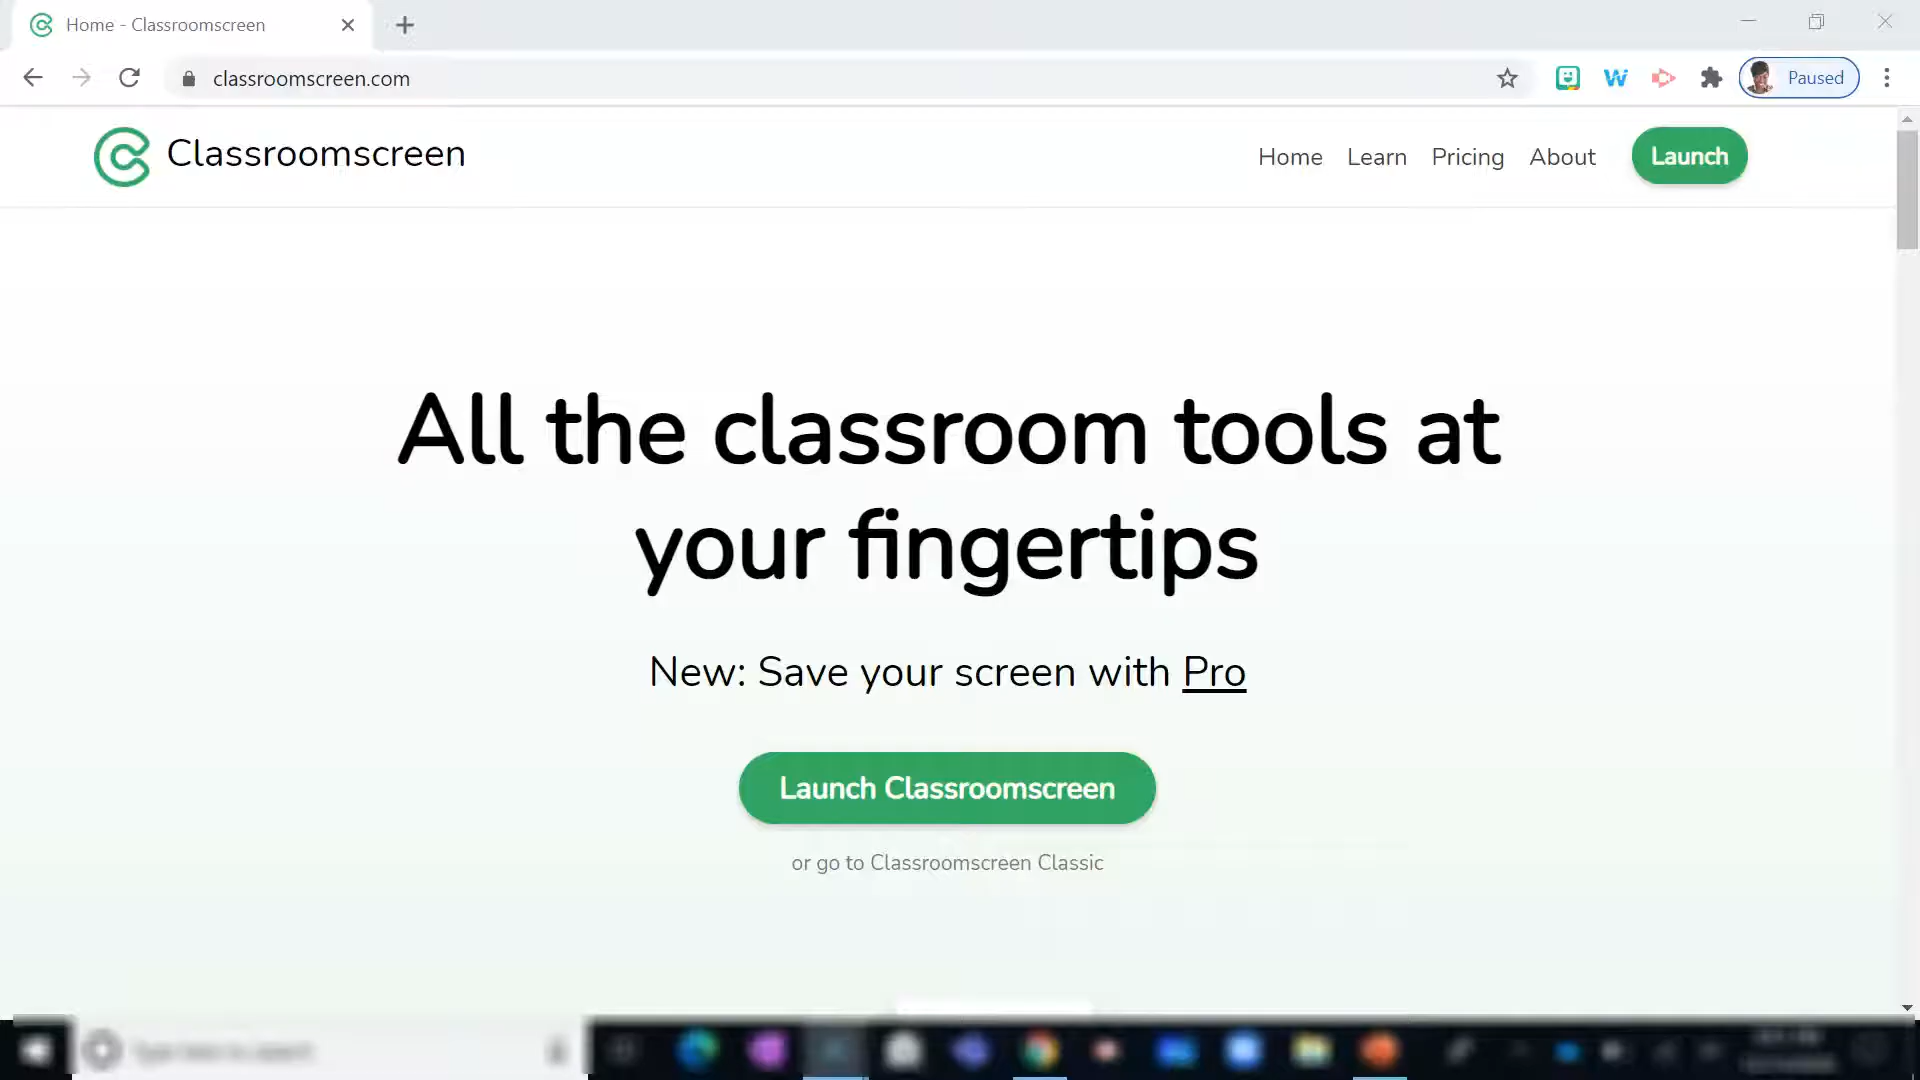 Home - Classroomscreen
classroomscreen.com
Paused
Classroomscreen
Home Learn Pricing About Launch
All the classroom tools at
your fingertips
New: Save your screen with Pro
Launch Classroomscreen
or go to Classroomscreen Classic